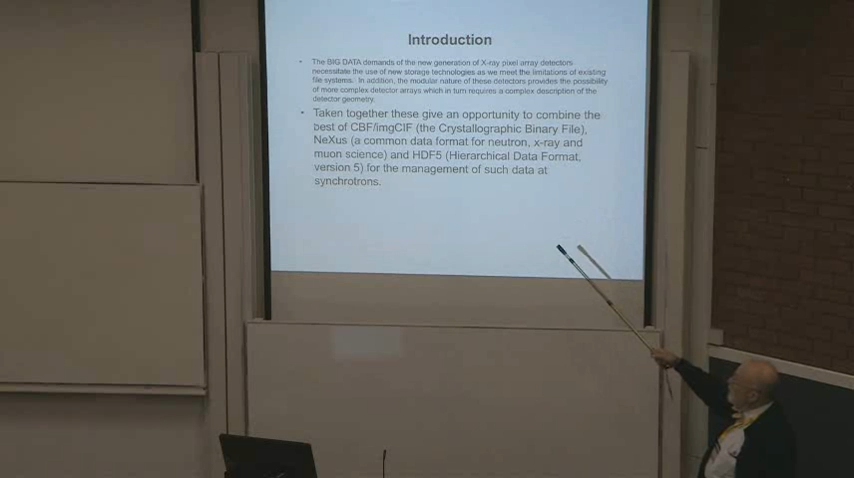 Introduction
• The BIG DATA demands of the new generation of X-ray pixel array detectors
necessitate the use of new storage technologies as we meet the limitations of existing
file systems. In addition, the modular nature of these detectors provides the possibility
of more complex detector arrays which in turn requires a complex description of the
detector geometry.
• Taken together these give an opportunity to combine the
best of CBF/imgCIF (the Crystallographic Binary File),
NeXus (a common data format for neutron, x-ray and
muon science) and HDF5 (Hierarchical Data Format,
version 5) for the management of such data at
synchrotrons.